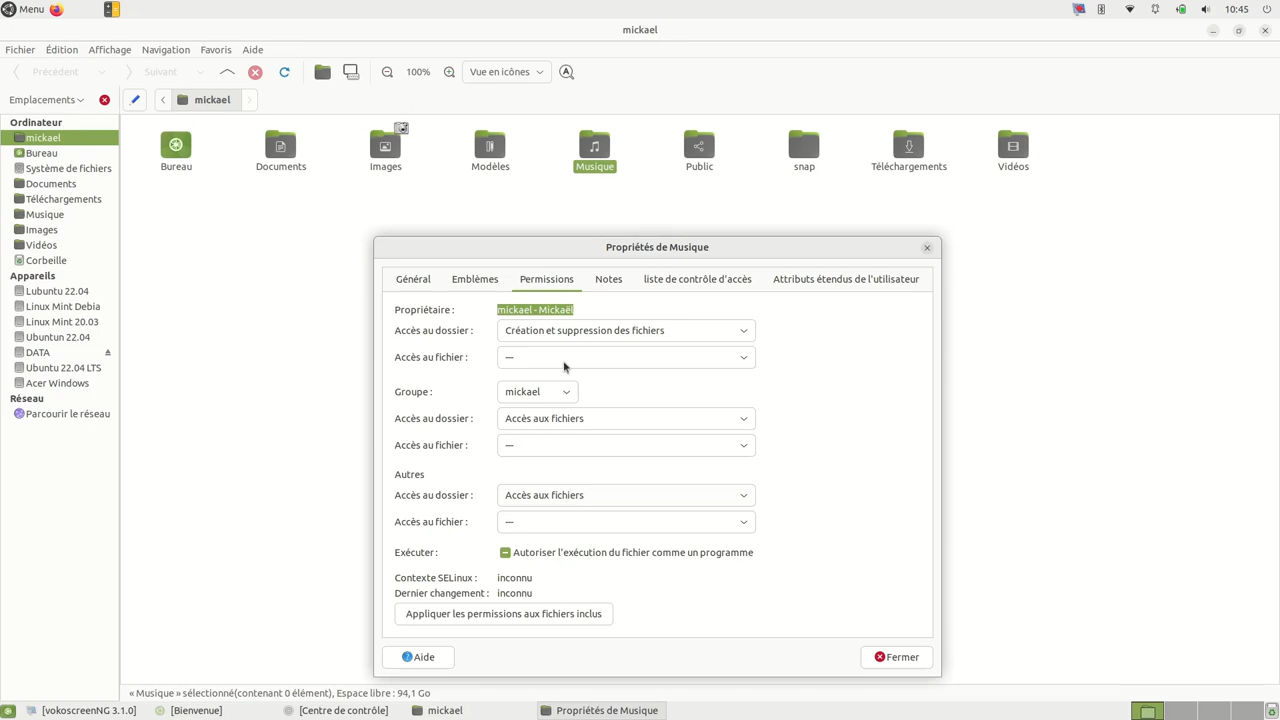 Menu 10:45
mickael
Fichier Édition Affichage Navigation Favoris Aide
Précédent Suivant 100% Vue en icônes
Emplacements mickael
Ordinateur
mickael
Bureau
Système de fichiers
Documents
Téléchargements
Musique
Images
Vidéos
Corbeille
Appareils
Lubuntu 22.04
Linux Mint Debia
Linux Mint 20.03
Ubuntun 22.04
DATA
Ubuntu 22.04 LTS
Acer Windows
Réseau
Parcourir le réseau
Bureau Documents Images Modèles Musique Public snap Téléchargements Vidéos
Propriétés de Musique
Général Emblèmes Permissions Notes liste de contrôle d'accès Attributs étendus de l'utilisateur
Propriétaire : mickael - Mickaël
Accès au dossier : Création et suppression des fichiers
Accès au fichier : —
Groupe : mickael
Accès au dossier : Accès aux fichiers
Accès au fichier : —
Autres
Accès au dossier : Accès aux fichiers
Accès au fichier : —
Exécuter : Autoriser l'exécution du fichier comme un programme
Contexte SELinux : inconnu
Dernier changement : inconnu
Appliquer les permissions aux fichiers inclus
Aide Fermer
« Musique » sélectionné(contenant 0 élément), Espace libre : 94,1 Go
[vokoscreenNG 3.1.0] [Bienvenue] [Centre de contrôle] mickael Propriétés de Musique